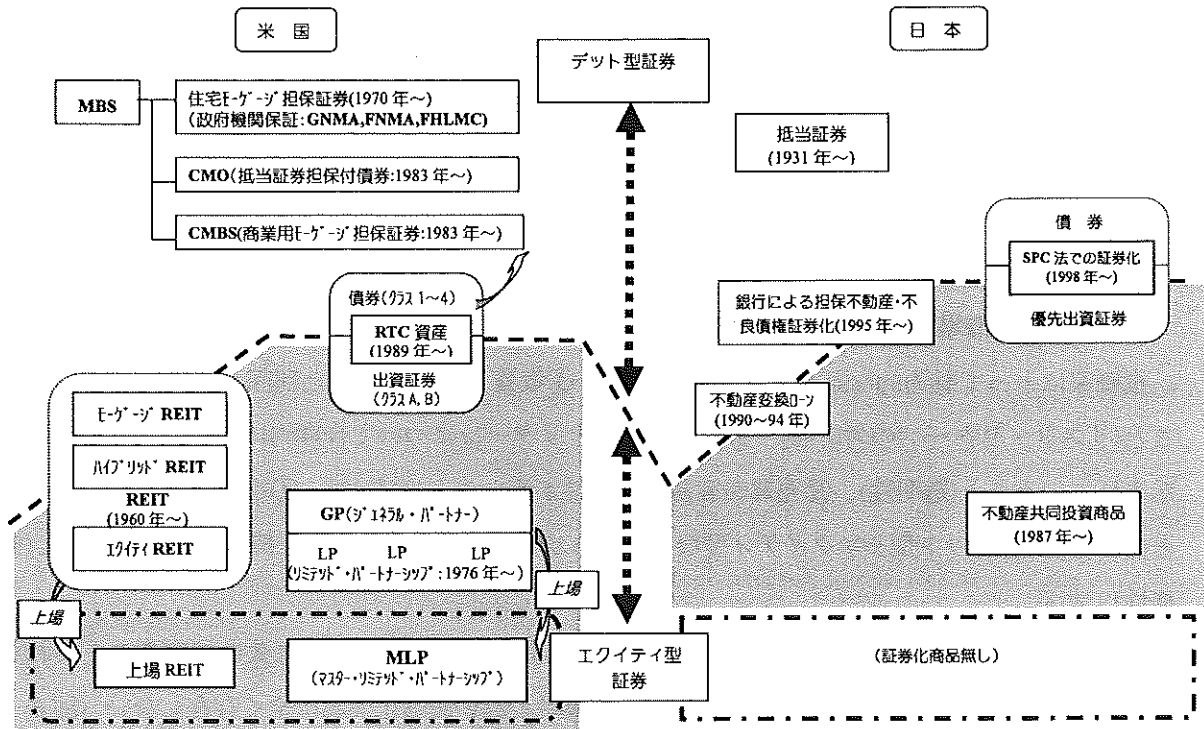 米 国
デット型証券
日 本
MBS
住宅ﾓｰｹﾞｰｼﾞ担保証券(1970年～)
(政府機関保証:GNMA,FNMA,FHLMC)
CMO(抵当証券担保付債券:1983年～)
CMBS(商業用ﾓｰｹﾞｰｼﾞ担保証券:1983年～)
抵当証券
(1931年～)
債 券
SPC法での証券化
(1998年～)
優先出資証券
銀行による担保不動産・不
良債権証券化(1995年～)
債券(ｸﾗｽ1～4)
RTC資産
(1989年～)
出資証券
(ｸﾗｽA,B)
不動産変換ﾛｰﾝ
(1990～94年)
ﾓｰｹﾞｰｼﾞREIT
ﾊｲﾌﾞﾘｯﾄﾞREIT
REIT
(1960年～)
ｴｸｲﾃｨREIT
GP(ｼﾞｪﾈﾗﾙ・ﾊﾟｰﾄﾅｰ)
LP LP LP
(ﾘﾐﾃｯﾄﾞ・ﾊﾟｰﾄﾅｰｼｯﾌﾟ:1976年～)
不動産共同投資商品
(1987年～)
上場
上場
上場REIT
MLP
(ﾏｽﾀｰ・ﾘﾐﾃｯﾄﾞ・ﾊﾟｰﾄﾅｰｼｯﾌﾟ)
エクイティ型
証券
(証券化商品無し)